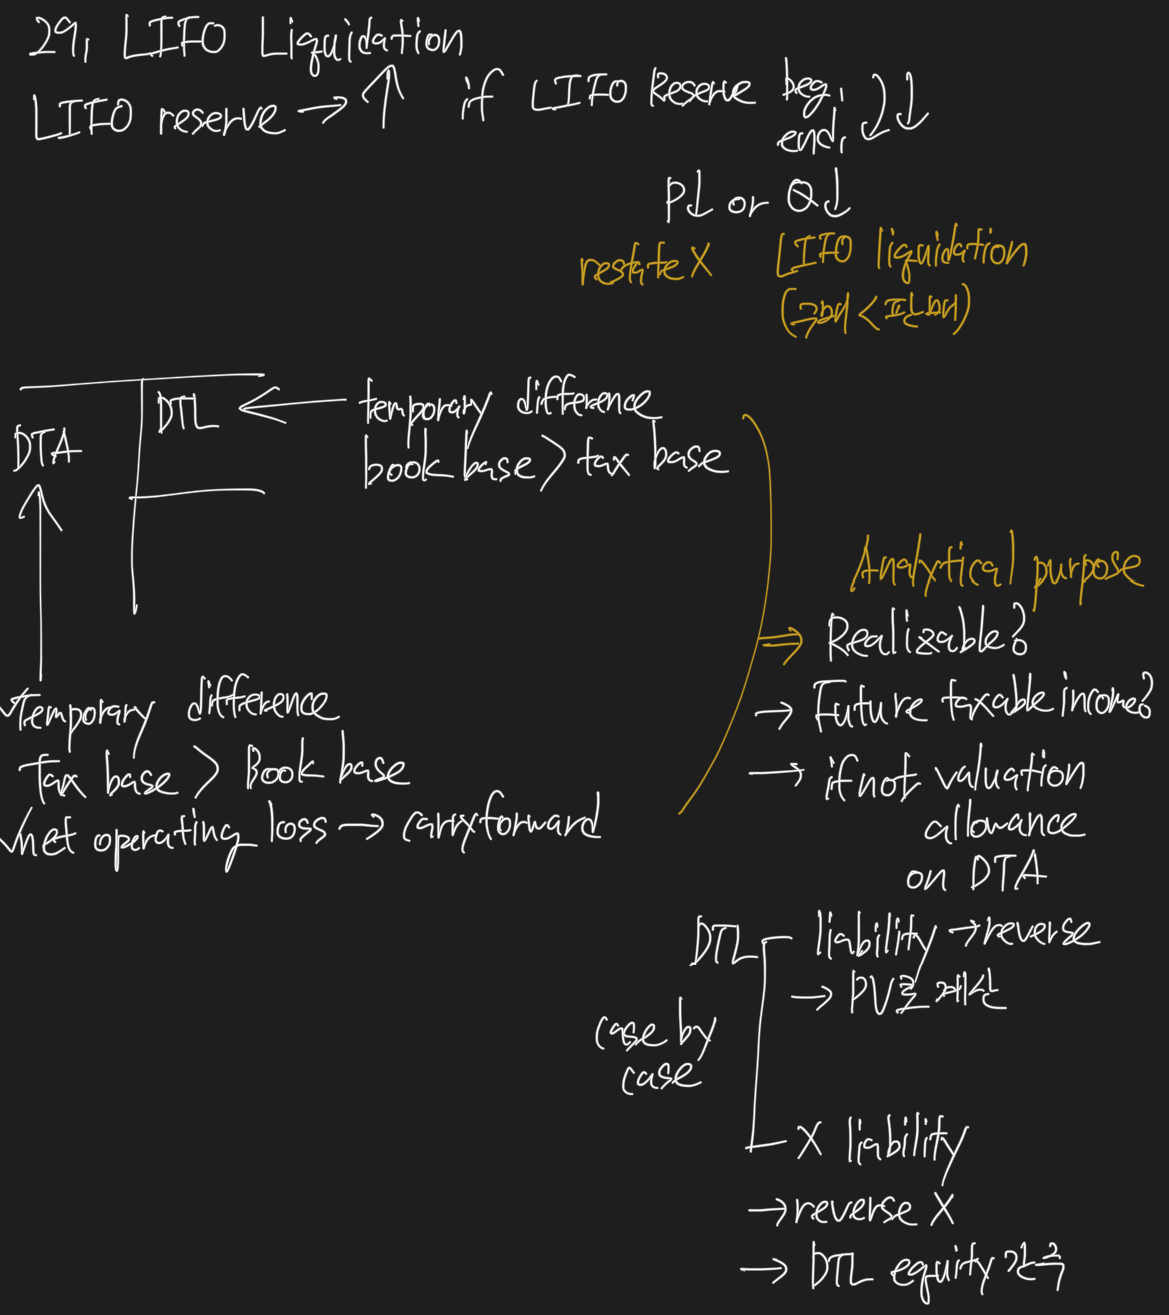 29, LIFO Liquidation
LIFO reserve → ↑ if LIFO Reserve beg.
end. ↓↓
P↓ or Q↓
restate X LIFO liquidation
(구매 < 판매)
DTL ← temporary difference
book base > tax base
DTA
Analytical purpose
⇒ Realizable?
→ Future taxable income?
→ if not valuation
allowance
on DTA
✓temporary difference
Tax base > Book base
✓net operating loss → carryforward
DTL liability → reverse
→ PV로 계산
case by
case
X liability
→ reverse X
→ DTL equity 간주